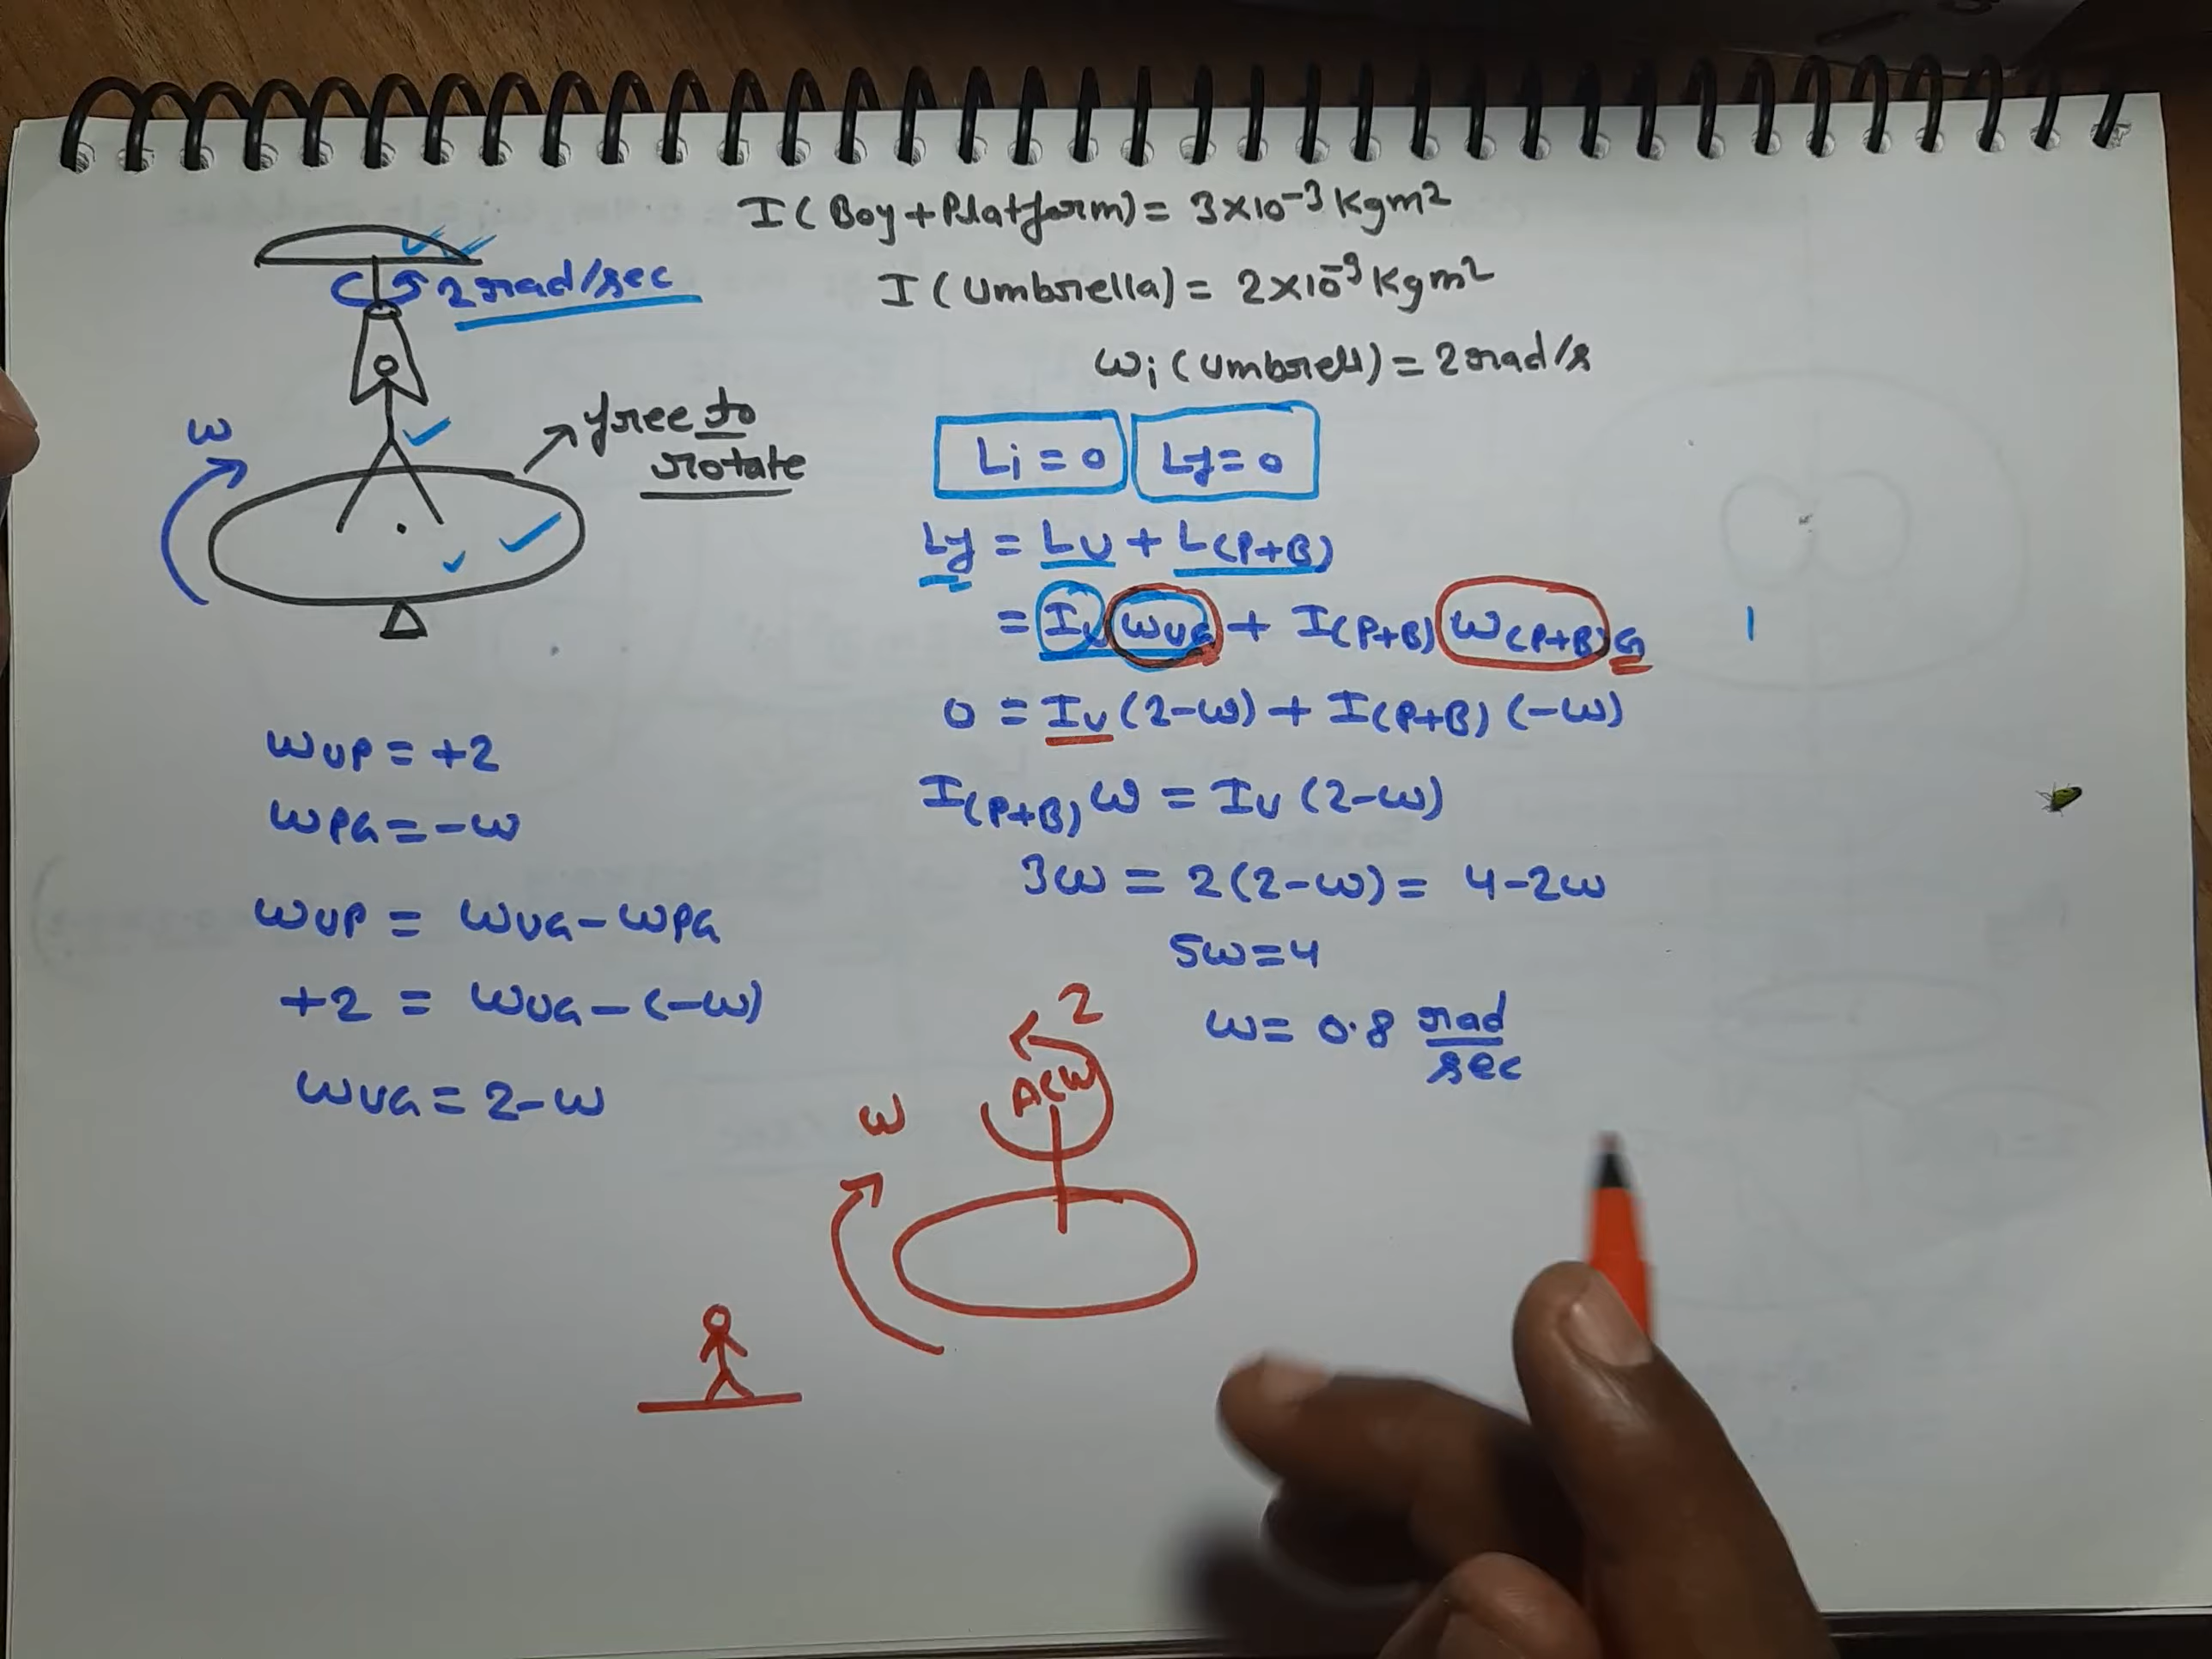 I(Boy+Platform) = 3×10⁻³ Kgm²
I(Umbrella) = 2×10⁻³ Kgm²
ωi(Umbrell) = 2 rad/s
2 rad/sec
ω
free to
rotate
Li = 0 Lf = 0
Lf = LU + L(P+B)
= IU ωUG + I(P+B) ω(P+B)G
0 = IU (2-ω) + I(P+B) (-ω)
I(P+B) ω = IU (2-ω)
3ω = 2(2-ω) = 4-2ω
5ω = 4
ω = 0.8 rad/sec
ωUP = +2
ωPG = -ω
ωUP = ωUG - ωPG
+2 = ωUG - (-ω)
ωUG = 2-ω
2
ACW
ω